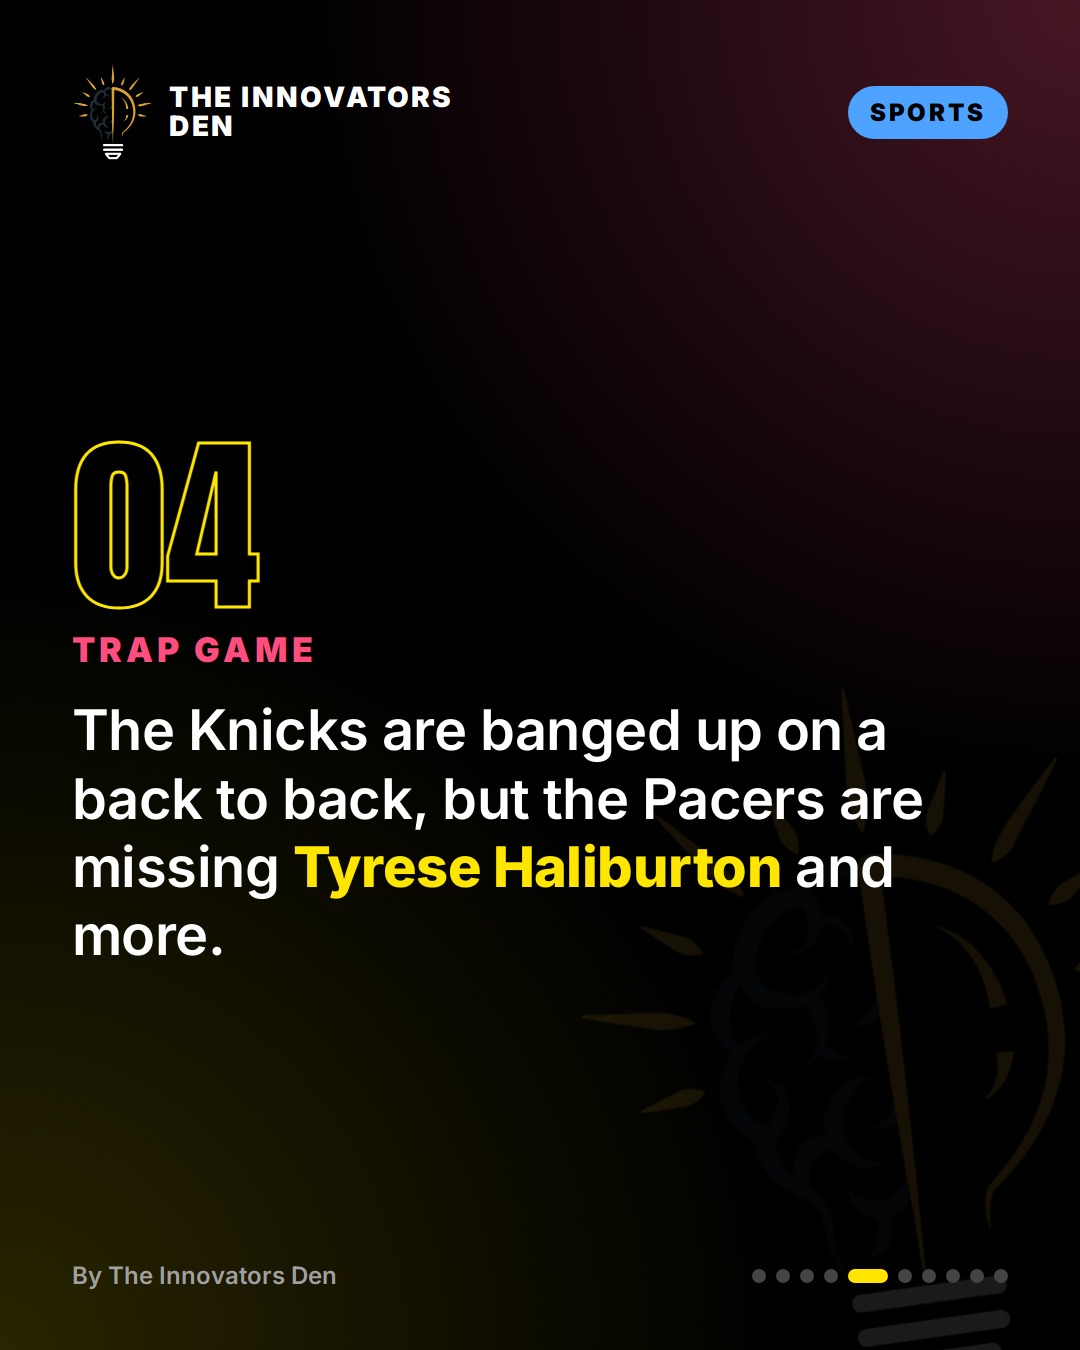 THE INNOVATORS
DEN
SPORTS
04
TRAP GAME
The Knicks are banged up on a
back to back, but the Pacers are
missing Tyrese Haliburton and
more.
By The Innovators Den